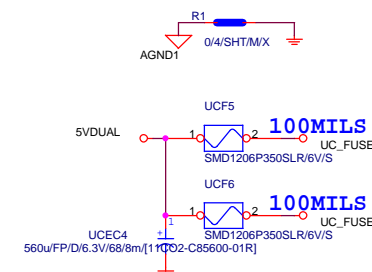 R1
0/4/SHT/M/X
AGND1
UCF5
5VDUAL
1
2
100MILS
UC_FUSE
SMD1206P350SLR/6V/S
UCF6
1
2
100MILS
UC_FUSE
SMD1206P350SLR/6V/S
1
+
UCEC4
560u/FP/D/6.3V/68/8m/[11CO2-C85600-01R]